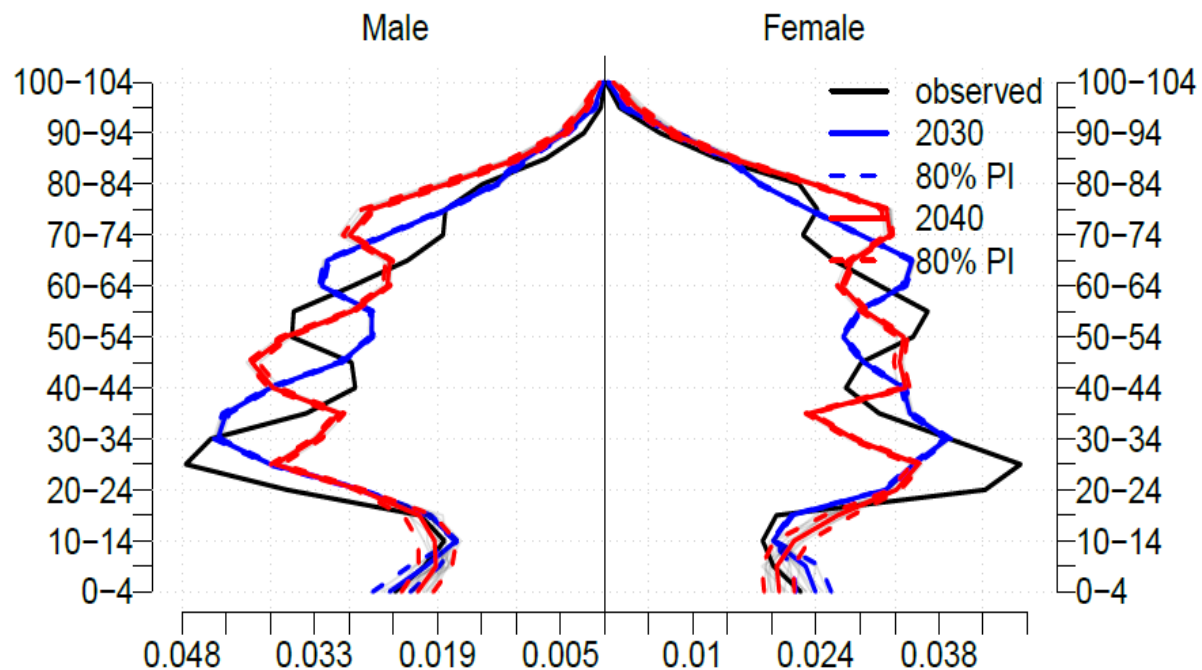 Male Female
100−104 100−104
observed
90−94 2030 90−94
80−84 80% PI 80−84
2040
70−74 80% PI 70−74
60−64 60−64
50−54 50−54
40−44 40−44
30−34 30−34
20−24 20−24
10−14 10−14
0−4 0−4
0.048 0.033 0.019 0.005 0.01 0.024 0.038